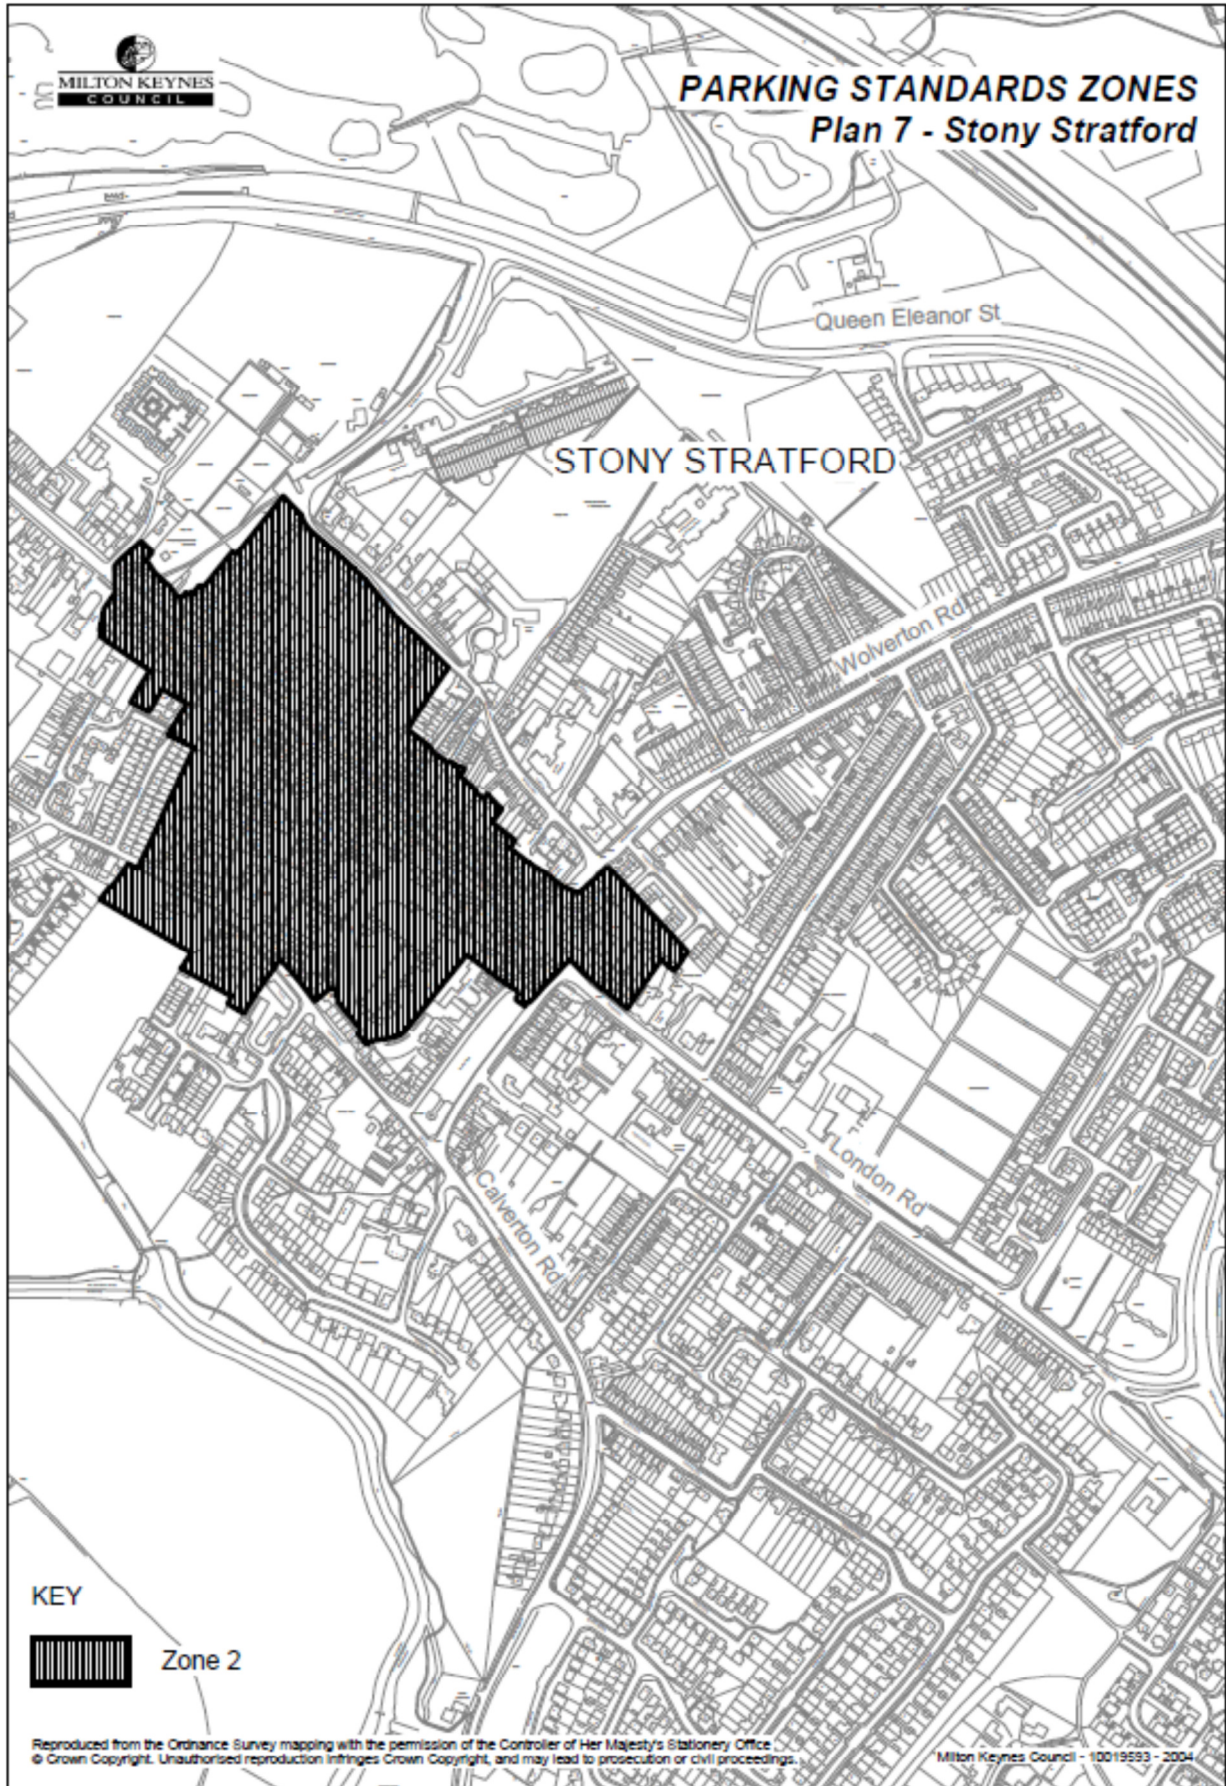 MILTON KEYNES
COUNCIL
PARKING STANDARDS ZONES
Plan 7 - Stony Stratford
Queen Eleanor St
STONY STRATFORD
Wolverton Rd
London Rd
Calverton Rd
KEY
Zone 2
Reproduced from the Ordnance Survey mapping with the permission of the Controller of Her Majesty's Stationery Office
© Crown Copyright. Unauthorised reproduction infringes Crown Copyright, and may lead to prosecution or civil proceedings.
Milton Keynes Council - 10019593 - 2004